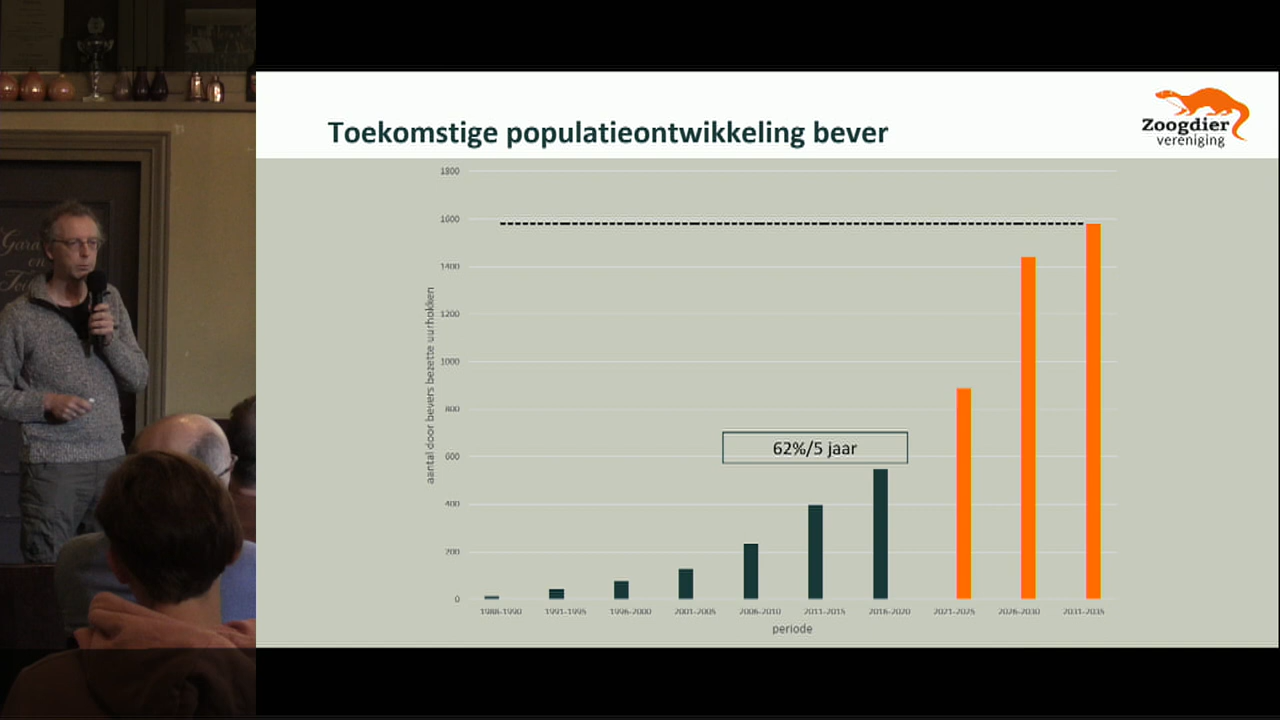 Toekomstige populatieontwikkeling bever
Zoogdier
vereniging
1800
1600
1400
1200
1000
800
600
400
200
0
aantal door bevers bezette uurhokken
62%/5 jaar
1988-1990
1991-1995
1996-2000
2001-2005
2006-2010
2011-2015
2016-2020
2021-2025
2026-2030
2031-2035
periode
en